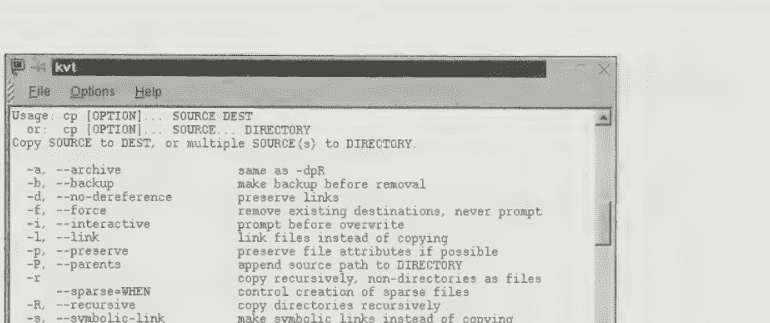 kvt
File Options Help
Usage: cp [OPTION]... SOURCE DEST
  or:  cp [OPTION]... SOURCE... DIRECTORY
Copy SOURCE to DEST, or multiple SOURCE(s) to DIRECTORY.

  -a, --archive                same as -dpR
  -b, --backup                 make backup before removal
  -d, --no-dereference         preserve links
  -f, --force                  remove existing destinations, never prompt
  -i, --interactive            prompt before overwrite
  -l, --link                   link files instead of copying
  -p, --preserve               preserve file attributes if possible
  -P, --parents                append source path to DIRECTORY
  -r                           copy recursively, non-directories as files
      --sparse=WHEN            control creation of sparse files
  -R, --recursive              copy directories recursively
  -s, --symbolic-link          make symbolic links instead of copying